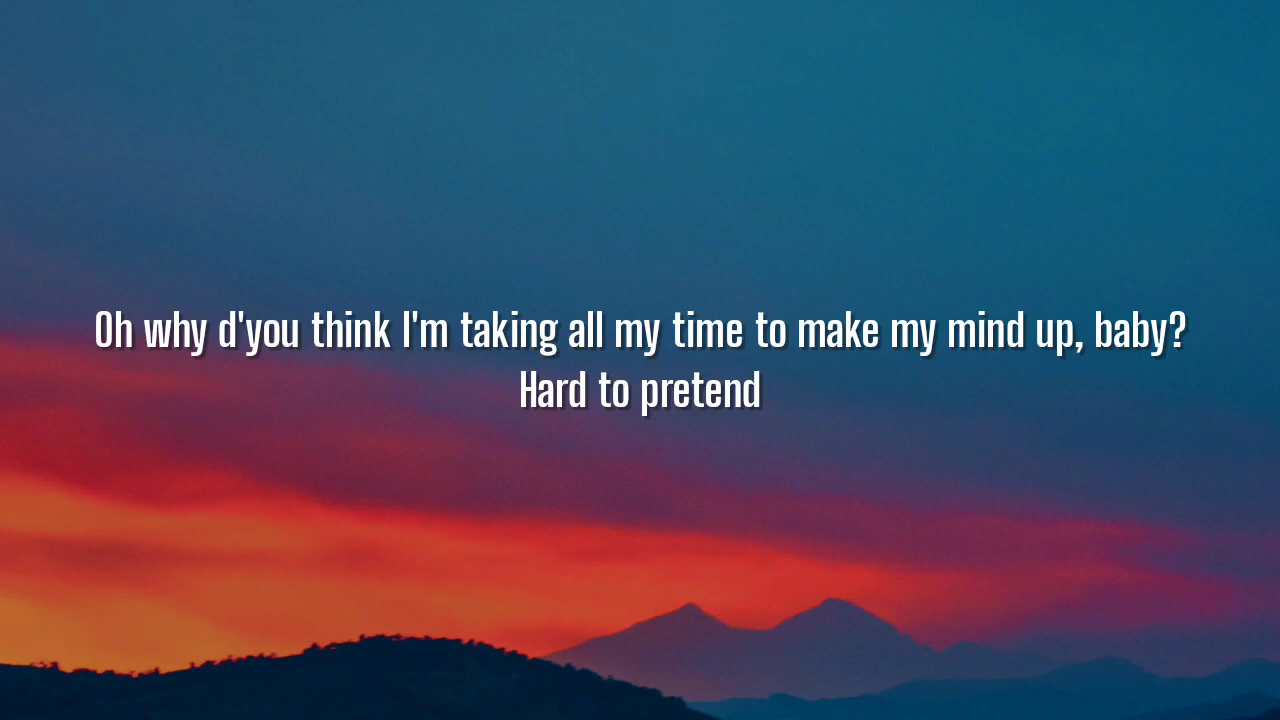 Oh why d'you think I'm taking all my time to make my mind up, baby?
Hard to pretend